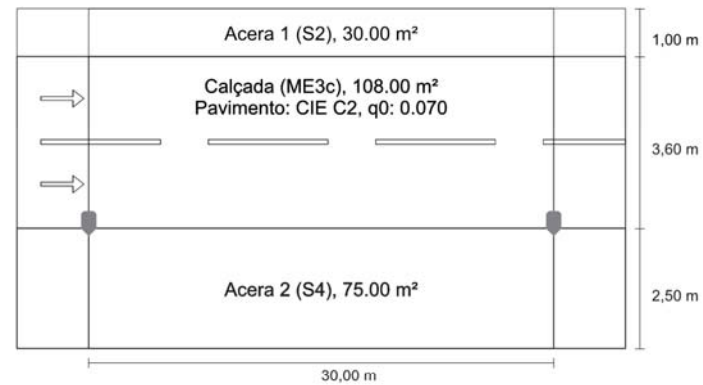 Acera 1 (S2), 30.00 m²
1,00 m
Calçada (ME3c), 108.00 m²
Pavimento: CIE C2, q0: 0.070
3,60 m
Acera 2 (S4), 75.00 m²
2,50 m
30,00 m